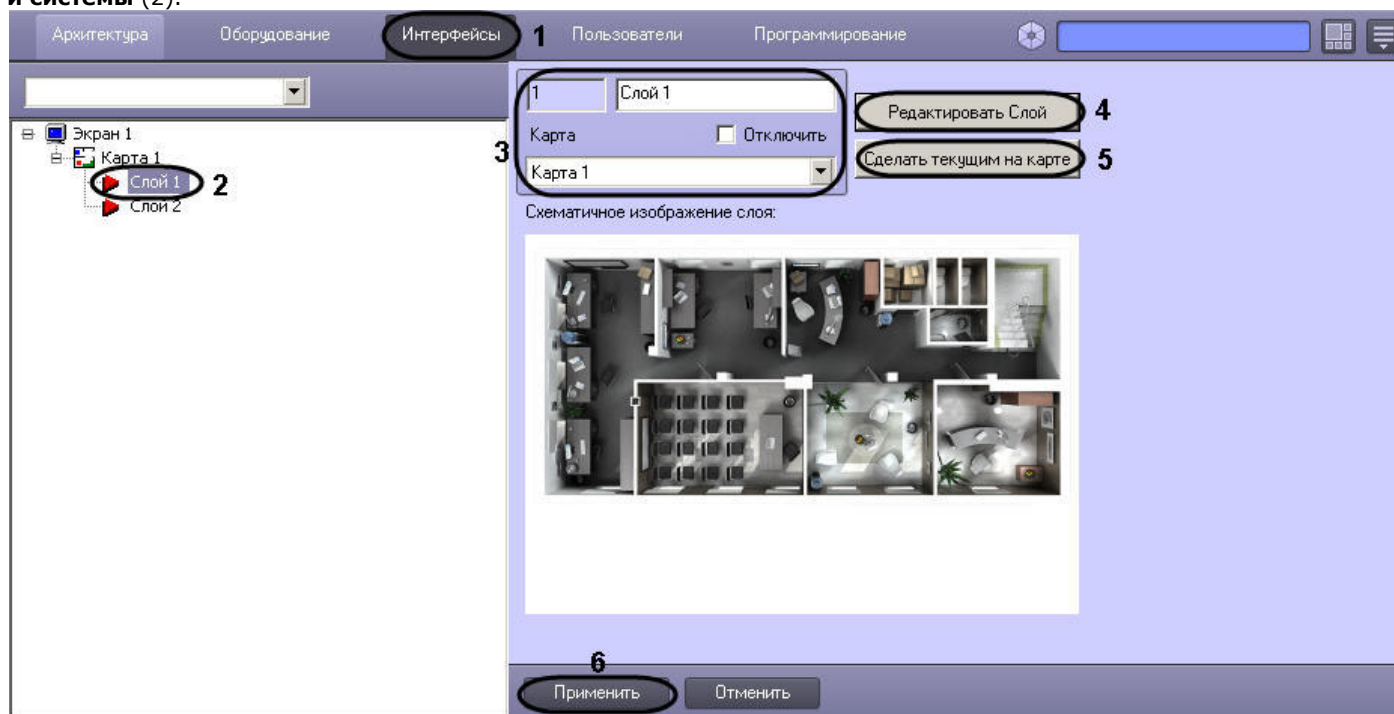 и системы (2).
Архитектура Оборудование Интерфейсы 1 Пользователи Программирование
1 Слой 1
Редактировать Слой 4
Экран 1
Карта Отключить
3
Карта 1
Сделать текущим на карте 5
Карта 1
Слой 1 2
Слой 2
Схематичное изображение слоя:
6
Применить Отменить